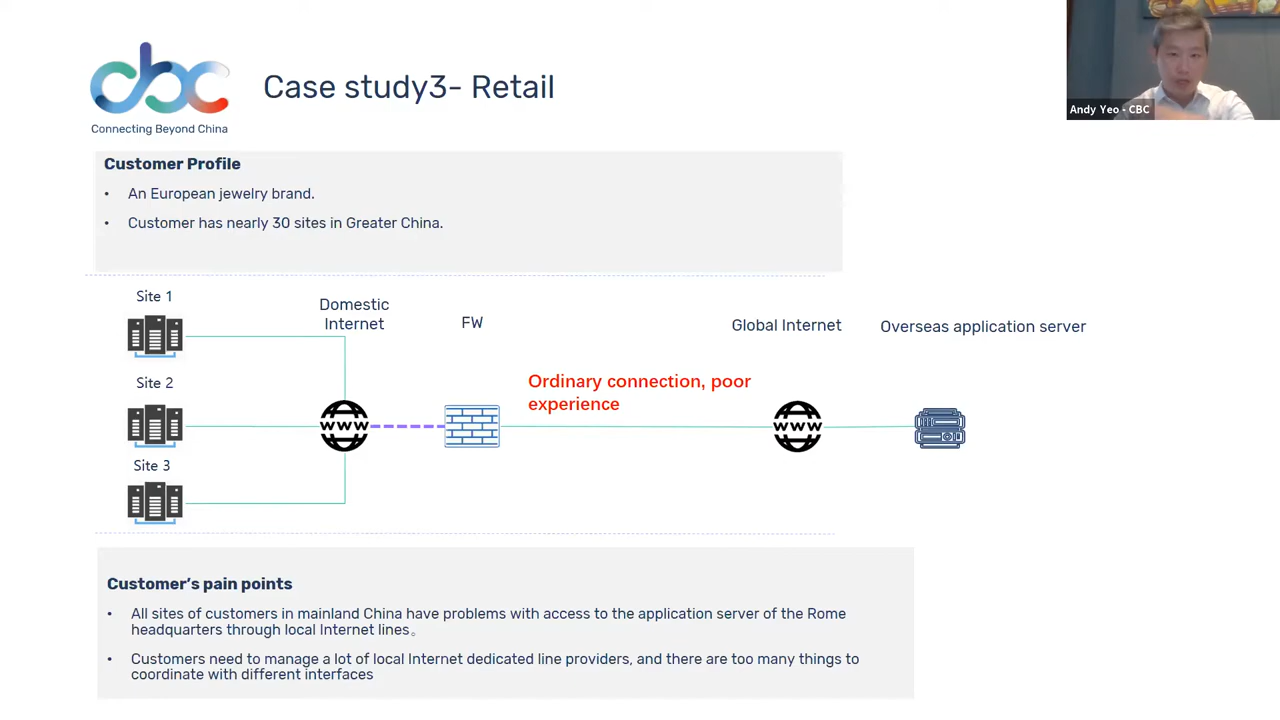 cbc
Connecting Beyond China
Case study3- Retail
Andy Yeo - CBC
Customer Profile
• An European jewelry brand.
• Customer has nearly 30 sites in Greater China.
Site 1
Domestic
Internet
FW
Global Internet
Overseas application server
Site 2
Ordinary connection, poor
experience
www
www
Site 3
Customer's pain points
• All sites of customers in mainland China have problems with access to the application server of the Rome
headquarters through local Internet lines。
• Customers need to manage a lot of local Internet dedicated line providers, and there are too many things to
coordinate with different interfaces